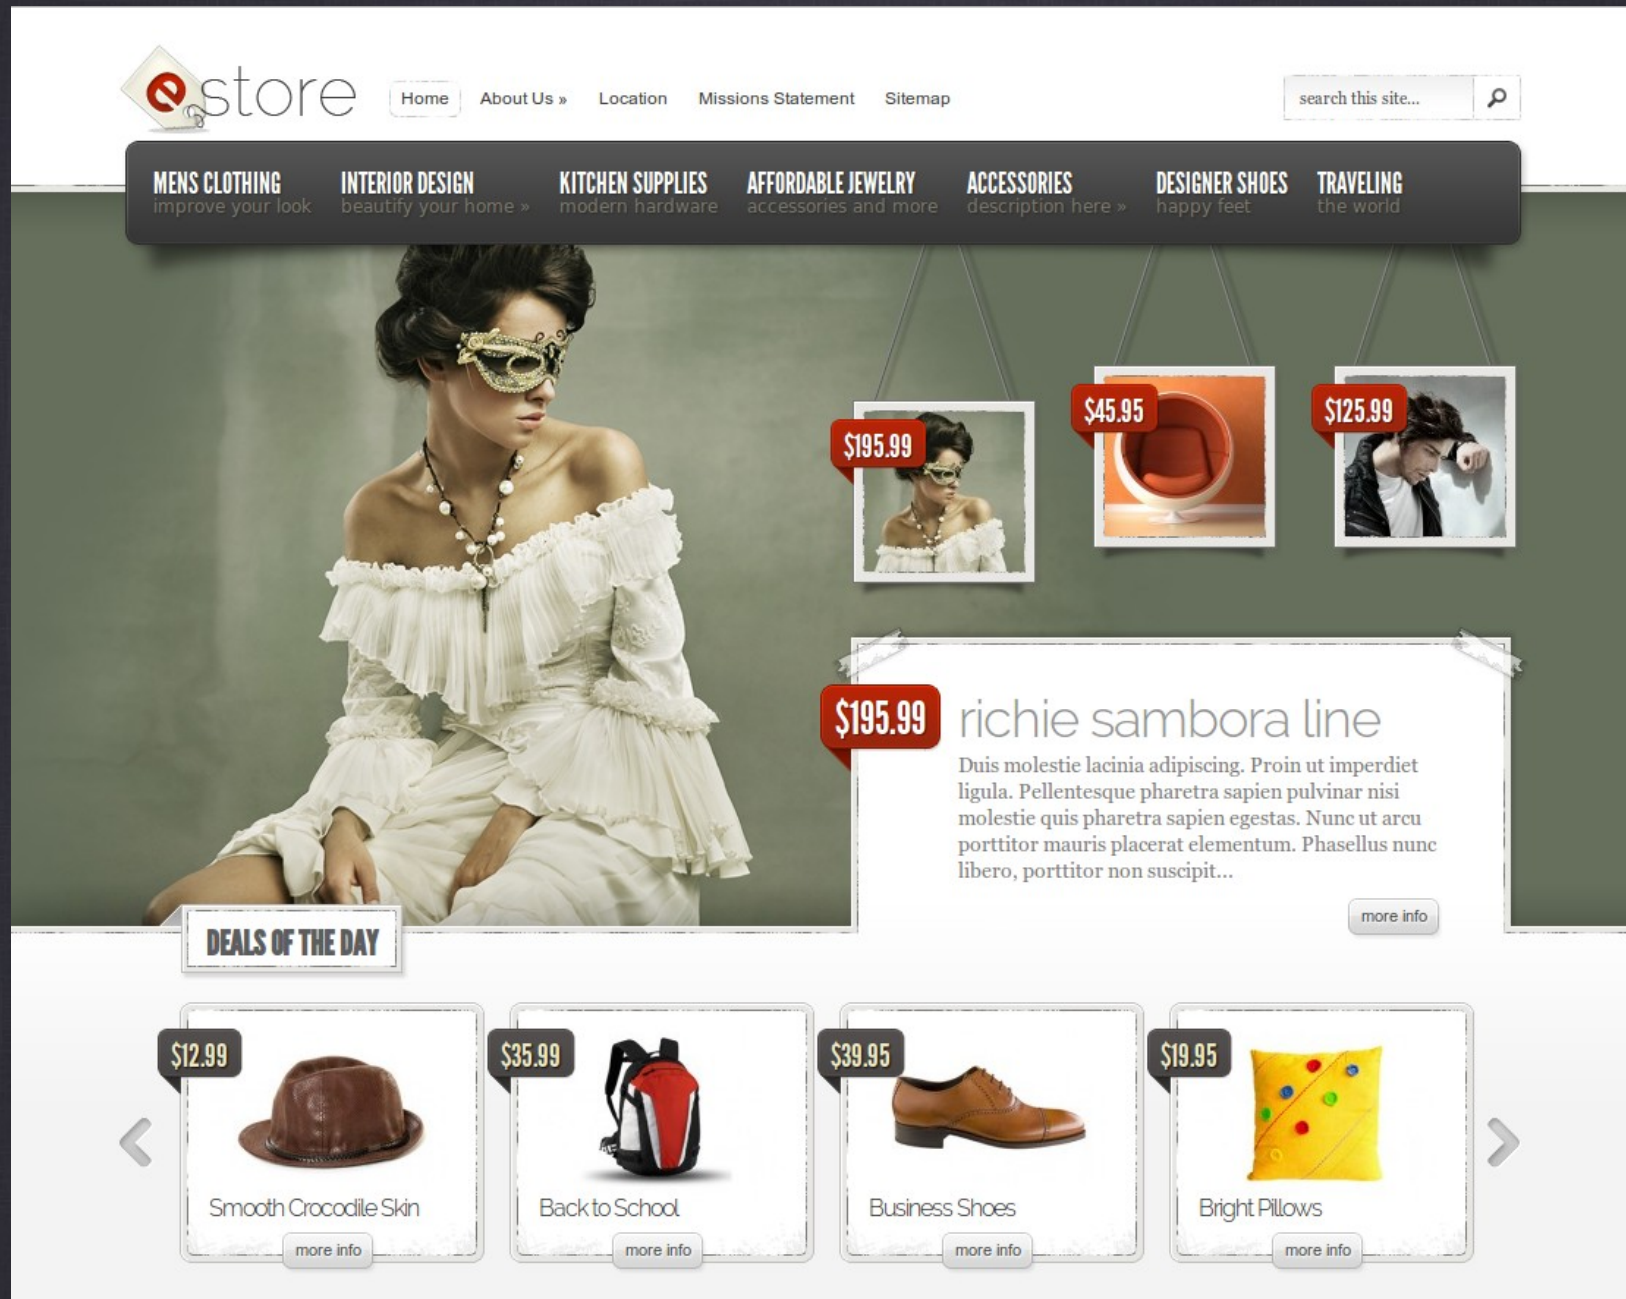 estore
Home About Us » Location Missions Statement Sitemap
search this site...
MENS CLOTHING INTERIOR DESIGN KITCHEN SUPPLIES AFFORDABLE JEWELRY ACCESSORIES DESIGNER SHOES TRAVELING
improve your look beautify your home » modern hardware accessories and more description here » happy feet the world
$195.99 $45.95 $125.99
$195.99
richie sambora line
Duis molestie lacinia adipiscing. Proin ut imperdiet
ligula. Pellentesque pharetra sapien pulvinar nisi
molestie quis pharetra sapien egestas. Nunc ut arcu
porttitor mauris placerat elementum. Phasellus nunc
libero, porttitor non suscipit...
more info
DEALS OF THE DAY
$12.99 $35.99 $39.95 $19.95
Smooth Crocodile Skin Back to School Business Shoes Bright Pillows
more info more info more info more info